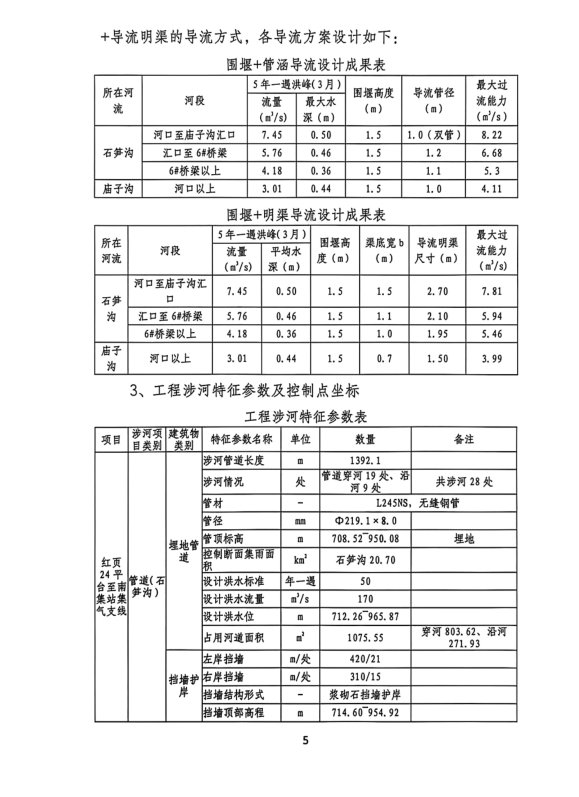 +导流明渠的导流方式，各导流方案设计如下：
围堰+管涵导流设计成果表
所在河流 河段 5年一遇洪峰(3月) 围堰高度(m) 导流管径(m) 最大过流能力(m³/s)
流量(m³/s) 最大水深(m)
石笋沟 河口至庙子沟汇口 7.45 0.50 1.5 1.0(双管) 8.22
汇口至6#桥梁 5.76 0.46 1.5 1.2 6.68
6#桥梁以上 4.18 0.36 1.5 1.1 5.3
庙子沟 河口以上 3.01 0.44 1.5 1.0 4.11
围堰+明渠导流设计成果表
所在河流 河段 5年一遇洪峰(3月) 围堰高度(m) 渠底宽b(m) 导流明渠尺寸(m) 最大过流能力(m³/s)
流量(m³/s) 平均水深(m)
石笋沟 河口至庙子沟汇口 7.45 0.50 1.5 1.5 2.70 7.81
汇口至6#桥梁 5.76 0.46 1.5 1.1 2.10 5.94
6#桥梁以上 4.18 0.36 1.5 1.0 1.95 5.46
庙子沟 河口以上 3.01 0.44 1.5 0.7 1.50 3.99
3、工程涉河特征参数及控制点坐标
工程涉河特征参数表
项目 涉河项目类别 建筑物类别 特征参数名称 单位 数量 备注
红页24平台至南集站集气支线 管道(石笋沟) 埋地管道 涉河管道长度 m 1392.1
涉河情况 处 管道穿河19处、沿河9处 共涉河28处
管材 - L245NS，无缝钢管
管径 mm Φ219.1×8.0
管顶标高 m 708.52~950.08 埋地
控制断面集雨面积 km² 石笋沟20.70
设计洪水标准 年一遇 50
设计洪水流量 m³/s 170
设计洪水位 m 712.26~965.87
占用河道面积 m² 1075.55 穿河803.62、沿河271.93
挡墙护岸 左岸挡墙 m/处 420/21
右岸挡墙 m/处 310/15
挡墙结构形式 - 浆砌石挡墙护岸
挡墙顶部高程 m 714.60~954.92
5